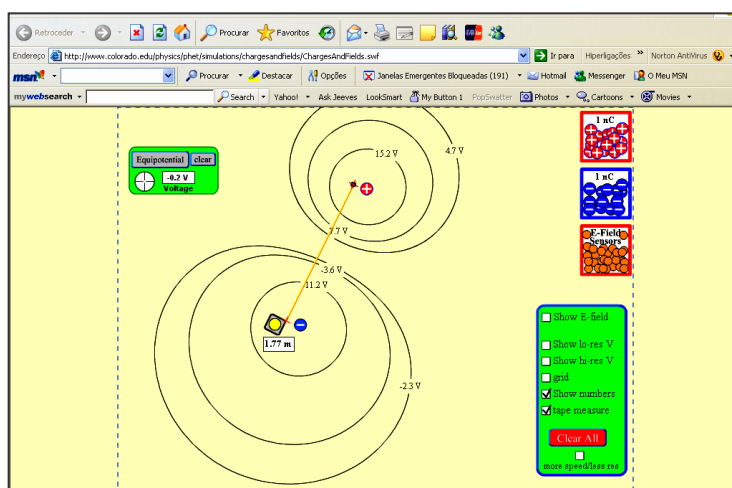 Retroceder Procurar Favoritos
Endereço http://www.colorado.edu/physics/phet/simulations/chargesandfields/ChargesAndFields.swf Ir para Hiperligações » Norton AntiVirus
msn Procurar Destacar Opções Janelas Emergentes Bloqueadas (191) Hotmail Messenger O Meu MSN
mywebsearch Search Yahoo! Ask Jeeves LookSmart My Button 1 PopSwatter Photos Cartoons Movies
1 nC
15.2 V
4.7 V
Equipotential clear
-0.2 V
Voltage
1 nC
E-Field
Sensors
-3.6 V
1.77 m
-2.3 V
Show E-field
Show lo-res V
Show hi-res V
grid
Show numbers
tape measure
Clear All
more speed/less res